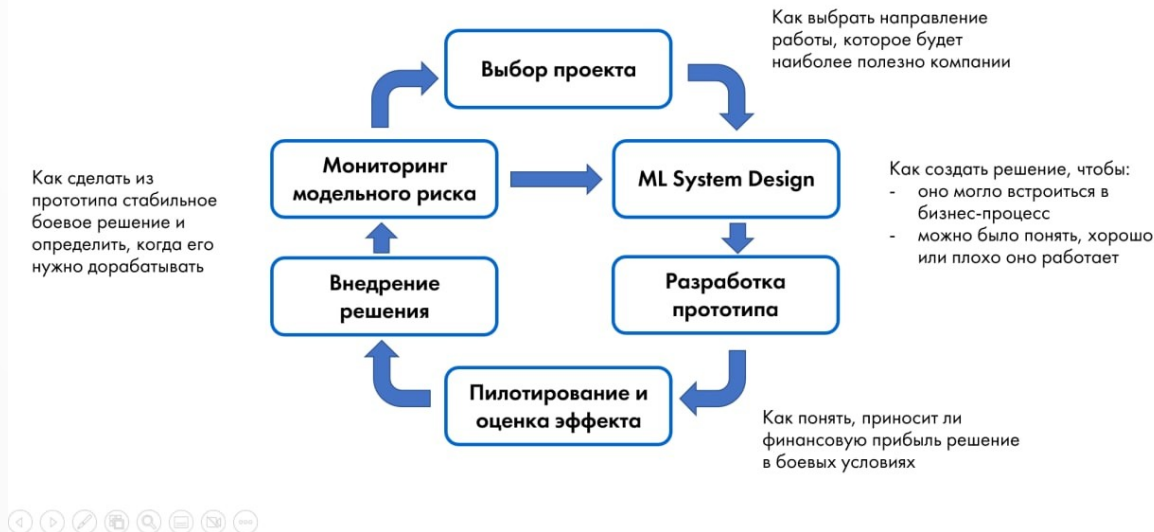 Как выбрать направление
работы, которое будет
наиболее полезно компании
Выбор проекта
Мониторинг
модельного риска
ML System Design
Как сделать из
прототипа стабильное
боевое решение и
определить, когда его
нужно дорабатывать
Как создать решение, чтобы:
- оно могло встроиться в
бизнес-процесс
- можно было понять, хорошо
или плохо оно работает
Внедрение
решения
Разработка
прототипа
Пилотирование и
оценка эффекта
Как понять, приносит ли
финансовую прибыль решение
в боевых условиях